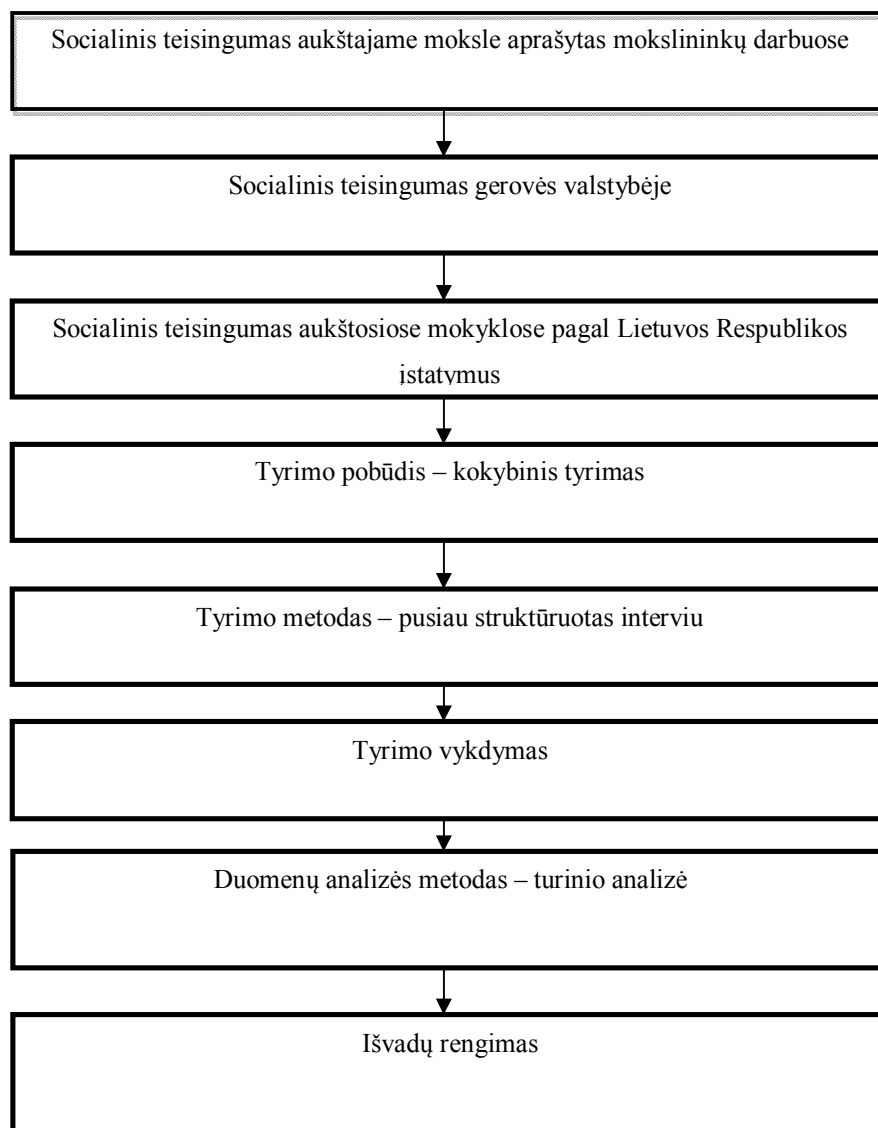 Socialinis teisingumas aukštajame moksle aprašytas mokslininkų darbuose
Socialinis teisingumas gerovės valstybėje
Socialinis teisingumas aukštosiose mokyklose pagal Lietuvos Respublikos
įstatymus
Tyrimo pobūdis – kokybinis tyrimas
Tyrimo metodas – pusiau struktūruotas interviu
Tyrimo vykdymas
Duomenų analizės metodas – turinio analizė
Išvadų rengimas